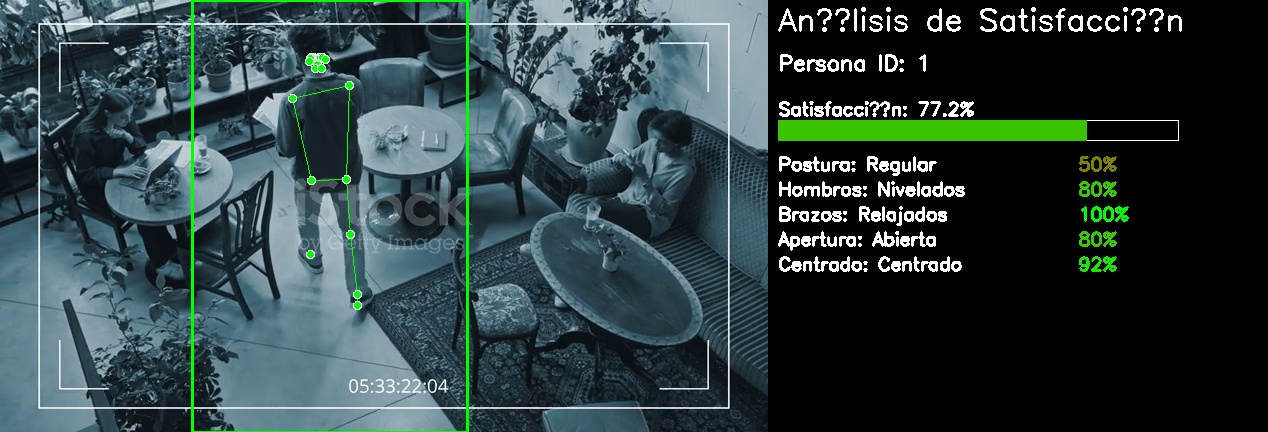 An??lisis de Satisfacci??n
Persona ID: 1
Satisfacci??n: 77.2%
Postura: Regular 50%
Hombros: Nivelados 80%
Brazos: Relajados 100%
Apertura: Abierta 80%
Centrado: Centrado 92%
iStock
by Getty Images
05:33:22:04